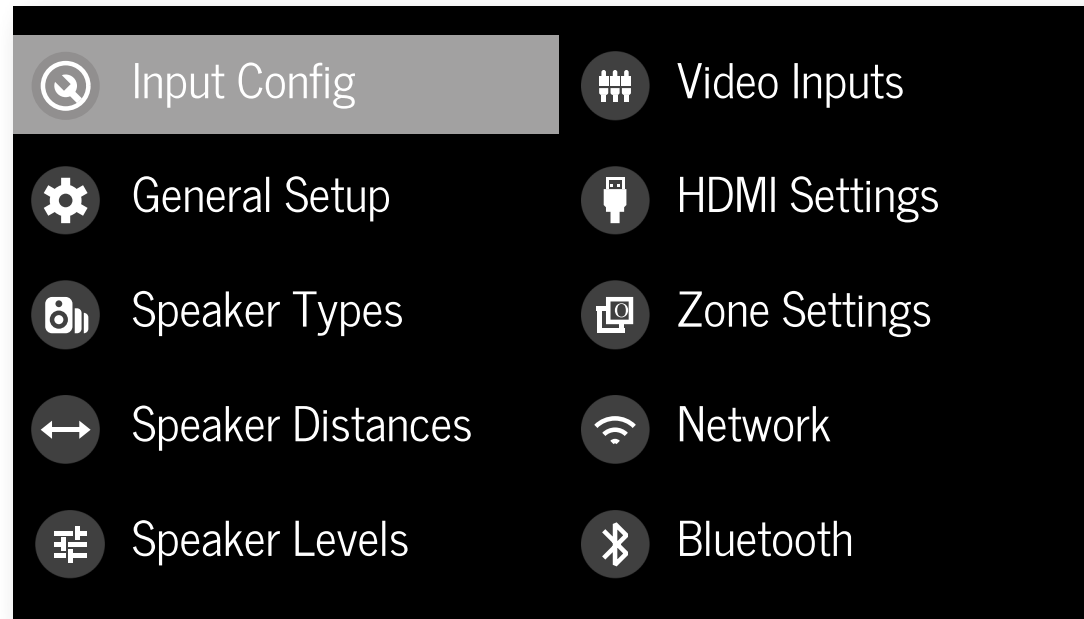 Input Config
General Setup
Speaker Types
Speaker Distances
Speaker Levels
Video Inputs
HDMI Settings
Zone Settings
Network
Bluetooth